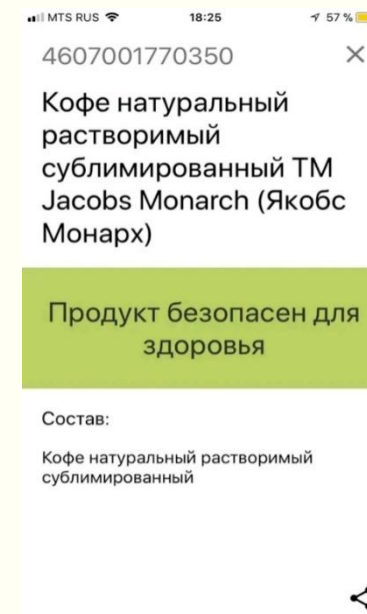 MTS RUS 18:25 57 %
4607001770350
Кофе натуральный
растворимый
сублимированный ТМ
Jacobs Monarch (Якобс
Монарх)
Продукт безопасен для
здоровья
Состав:
Кофе натуральный растворимый
сублимированный